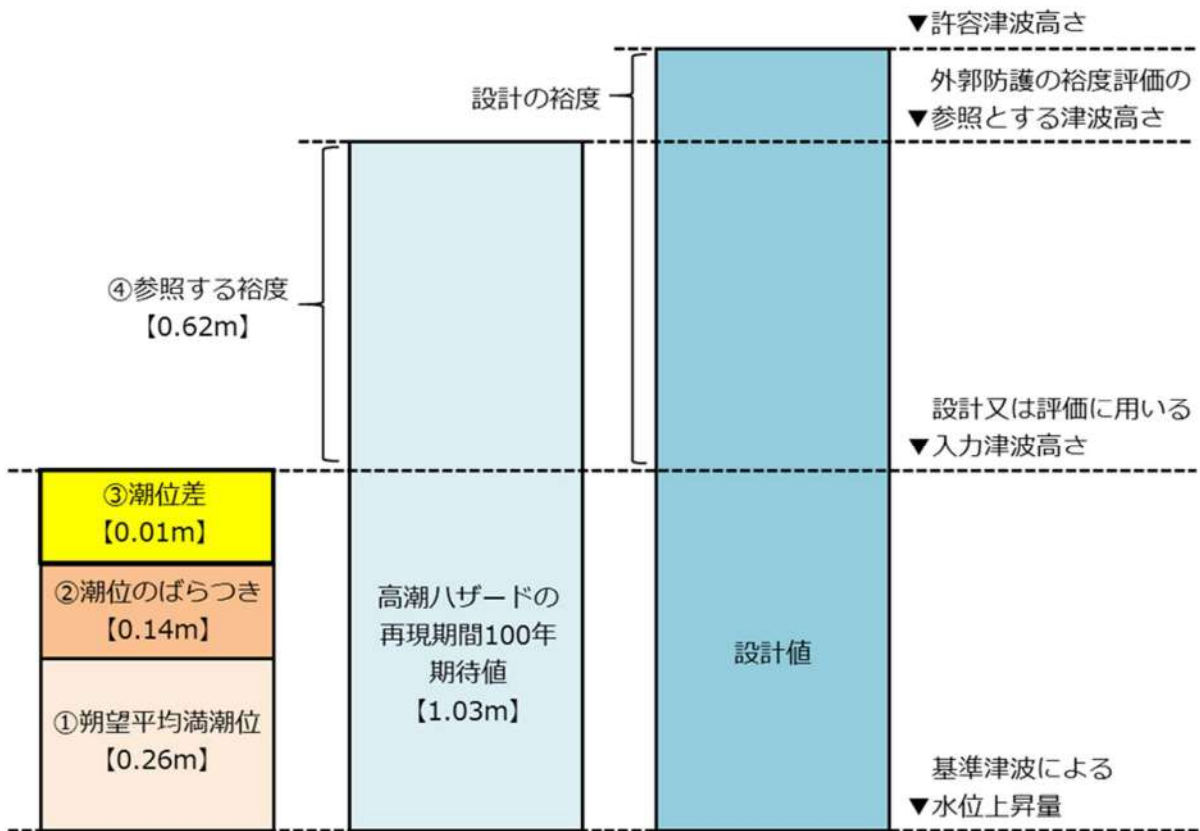 ▼許容津波高さ
外郭防護の裕度評価の
▼参照とする津波高さ
設計の裕度
④参照する裕度
【0.62m】
設計又は評価に用いる
▼入力津波高さ
③潮位差
【0.01m】
②潮位のばらつき
【0.14m】
①朔望平均満潮位
【0.26m】
高潮ハザードの
再現期間100年
期待値
【1.03m】
設計値
基準津波による
▼水位上昇量